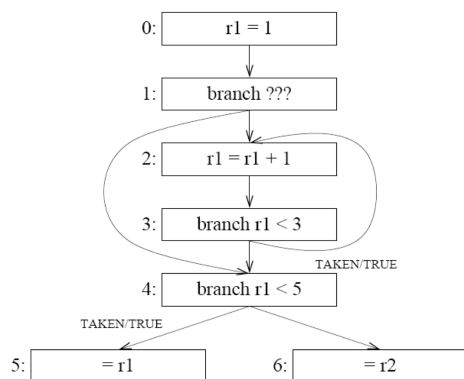 0: r1 = 1
1: branch ???
2: r1 = r1 + 1
3: branch r1 < 3
TAKEN/TRUE
4: branch r1 < 5
TAKEN/TRUE
5: = r1 6: = r2